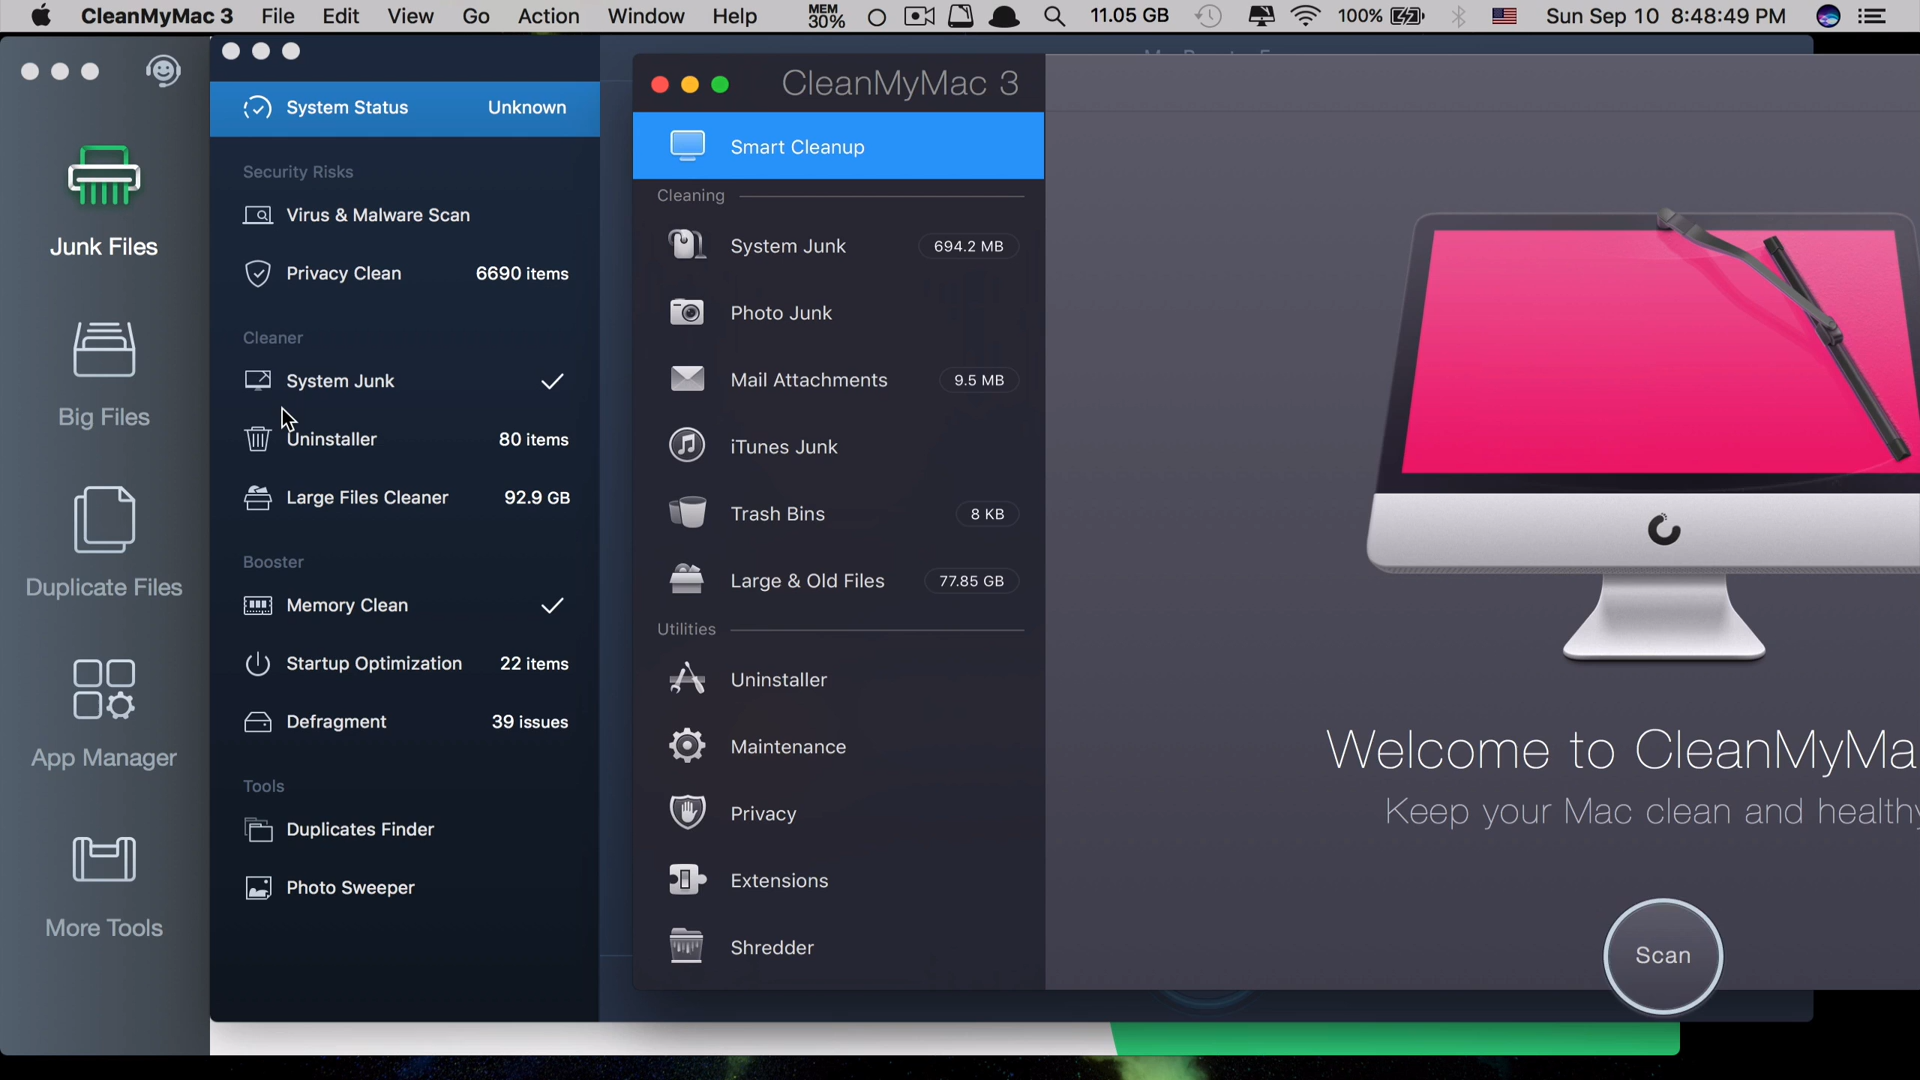 CleanMyMac 3 File Edit View Go Action Window Help MEM 30% 11.05 GB 100% Sun Sep 10 8:48:49 PM
Junk Files
Big Files
Duplicate Files
App Manager
More Tools
System Status Unknown
Security Risks
Virus & Malware Scan
Privacy Clean 6690 items
Cleaner
System Junk
Uninstaller 80 items
Large Files Cleaner 92.9 GB
Booster
Memory Clean
Startup Optimization 22 items
Defragment 39 issues
Tools
Duplicates Finder
Photo Sweeper
CleanMyMac 3
Smart Cleanup
Cleaning
System Junk 694.2 MB
Photo Junk
Mail Attachments 9.5 MB
iTunes Junk
Trash Bins 8 KB
Large & Old Files 77.85 GB
Utilities
Uninstaller
Maintenance
Privacy
Extensions
Shredder
Welcome to CleanMyMa
Keep your Mac clean and healthy
Scan